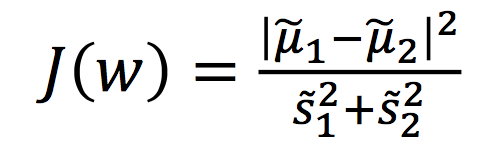 J(w) = |μ̃₁−μ̃₂|² / s̃₁²+s̃₂²